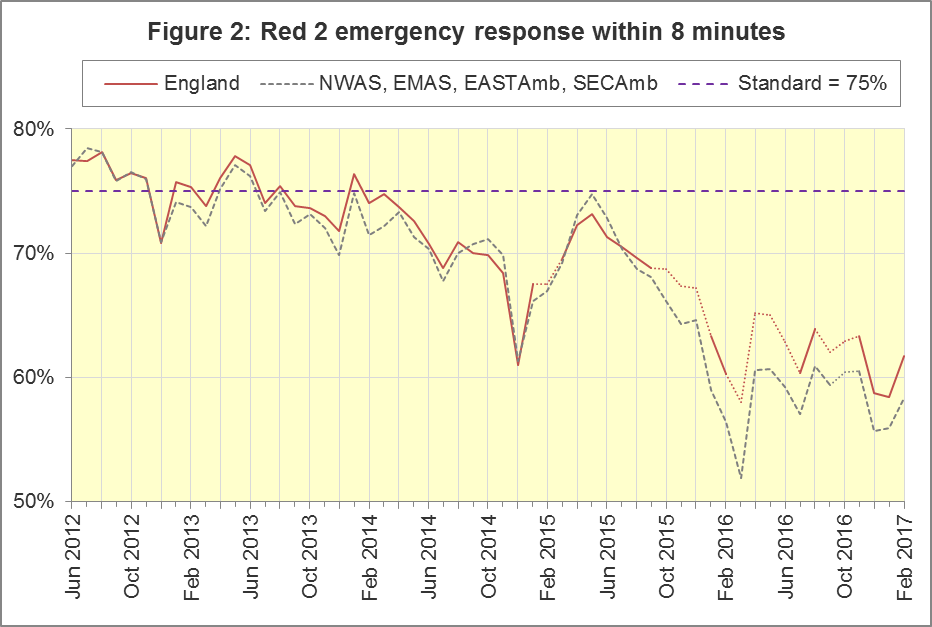 Figure 2: Red 2 emergency response within 8 minutes
England NWAS, EMAS, EASTAmb, SECAmb Standard = 75%
80%
70%
60%
50%
Jun 2012
Oct 2012
Feb 2013
Jun 2013
Oct 2013
Feb 2014
Jun 2014
Oct 2014
Feb 2015
Jun 2015
Oct 2015
Feb 2016
Jun 2016
Oct 2016
Feb 2017